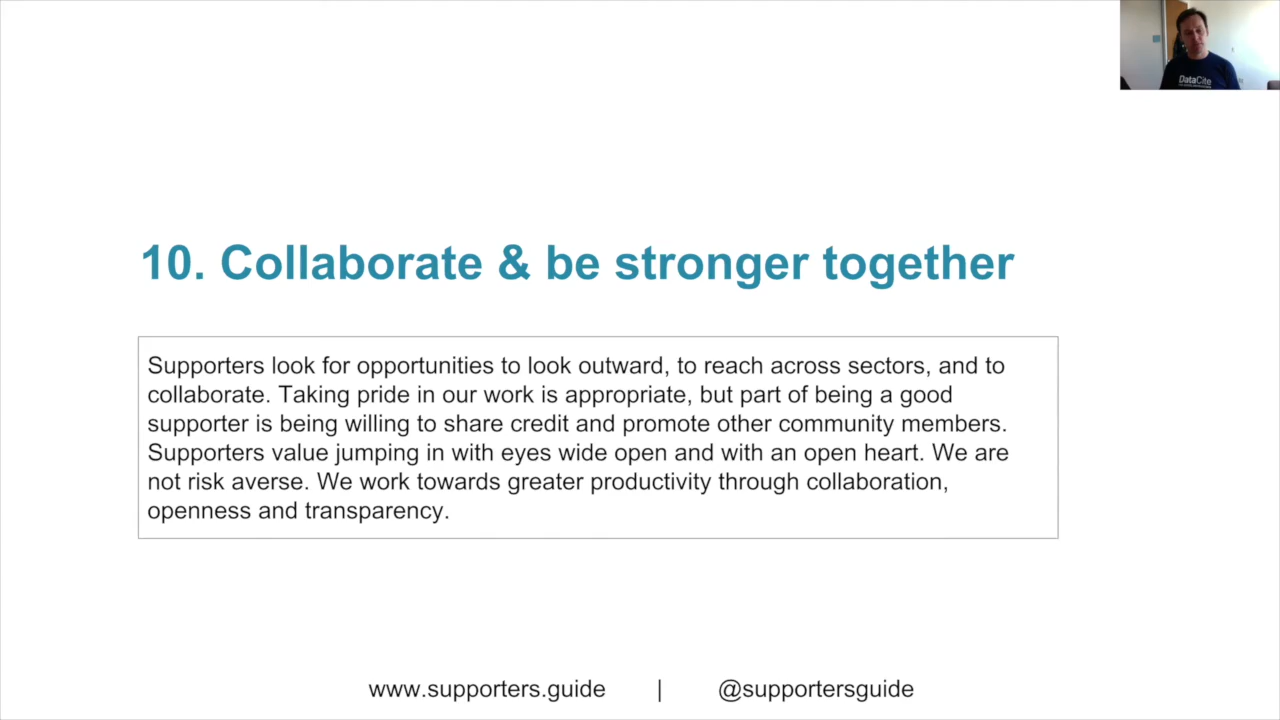 DataCite
10. Collaborate & be stronger together
Supporters look for opportunities to look outward, to reach across sectors, and to
collaborate. Taking pride in our work is appropriate, but part of being a good
supporter is being willing to share credit and promote other community members.
Supporters value jumping in with eyes wide open and with an open heart. We are
not risk averse. We work towards greater productivity through collaboration,
openness and transparency.
www.supporters.guide | @supportersguide